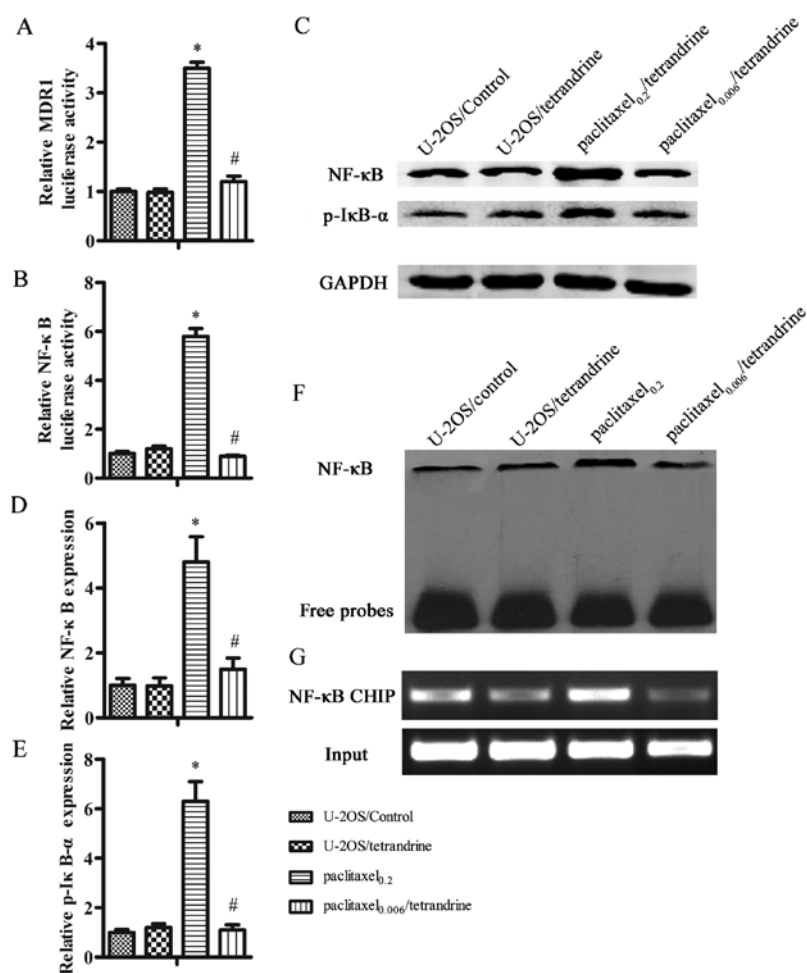 A
Relative MDR1
luciferase activity
4
3
2
1
0
*
#
B
Relative NF-κ B
luciferase activity
8
6
4
2
0
*
#
D
Relative NF-κ B expression
6
4
2
0
*
#
E
Relative p-Iκ B-α expression
8
6
4
2
0
*
#
C
U-2OS/Control
U-2OS/tetrandrine
paclitaxel0.2/tetrandrine
paclitaxel0.006/tetrandrine
NF-κB
p-IκB-α
GAPDH
F
U-2OS/control
U-2OS/tetrandrine
paclitaxel0.2
paclitaxel0.006/tetrandrine
NF-κB
Free probes
G
NF-κB CHIP
Input
U-2OS/Control
U-2OS/tetrandrine
paclitaxel0.2
paclitaxel0.006/tetrandrine